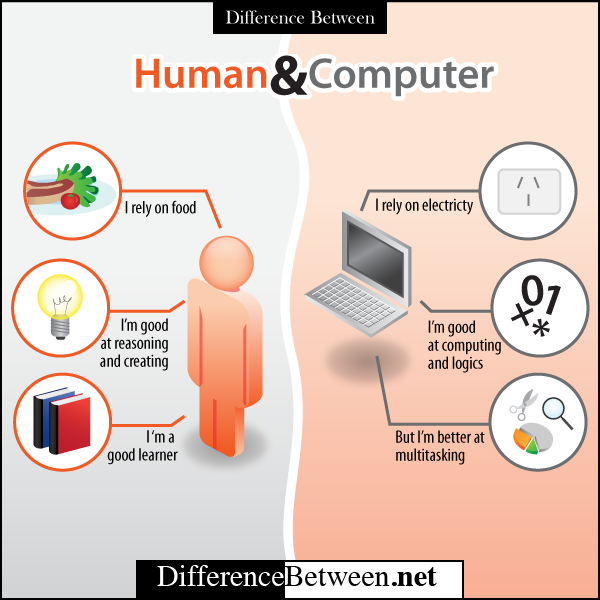 Difference Between
Human&Computer
I rely on food
I'm good
at reasoning
and creating
I'm a
good learner
I rely on electricty
01
×*
I'm good
at computing
and logics
But I'm better at
multitasking
DifferenceBetween.net